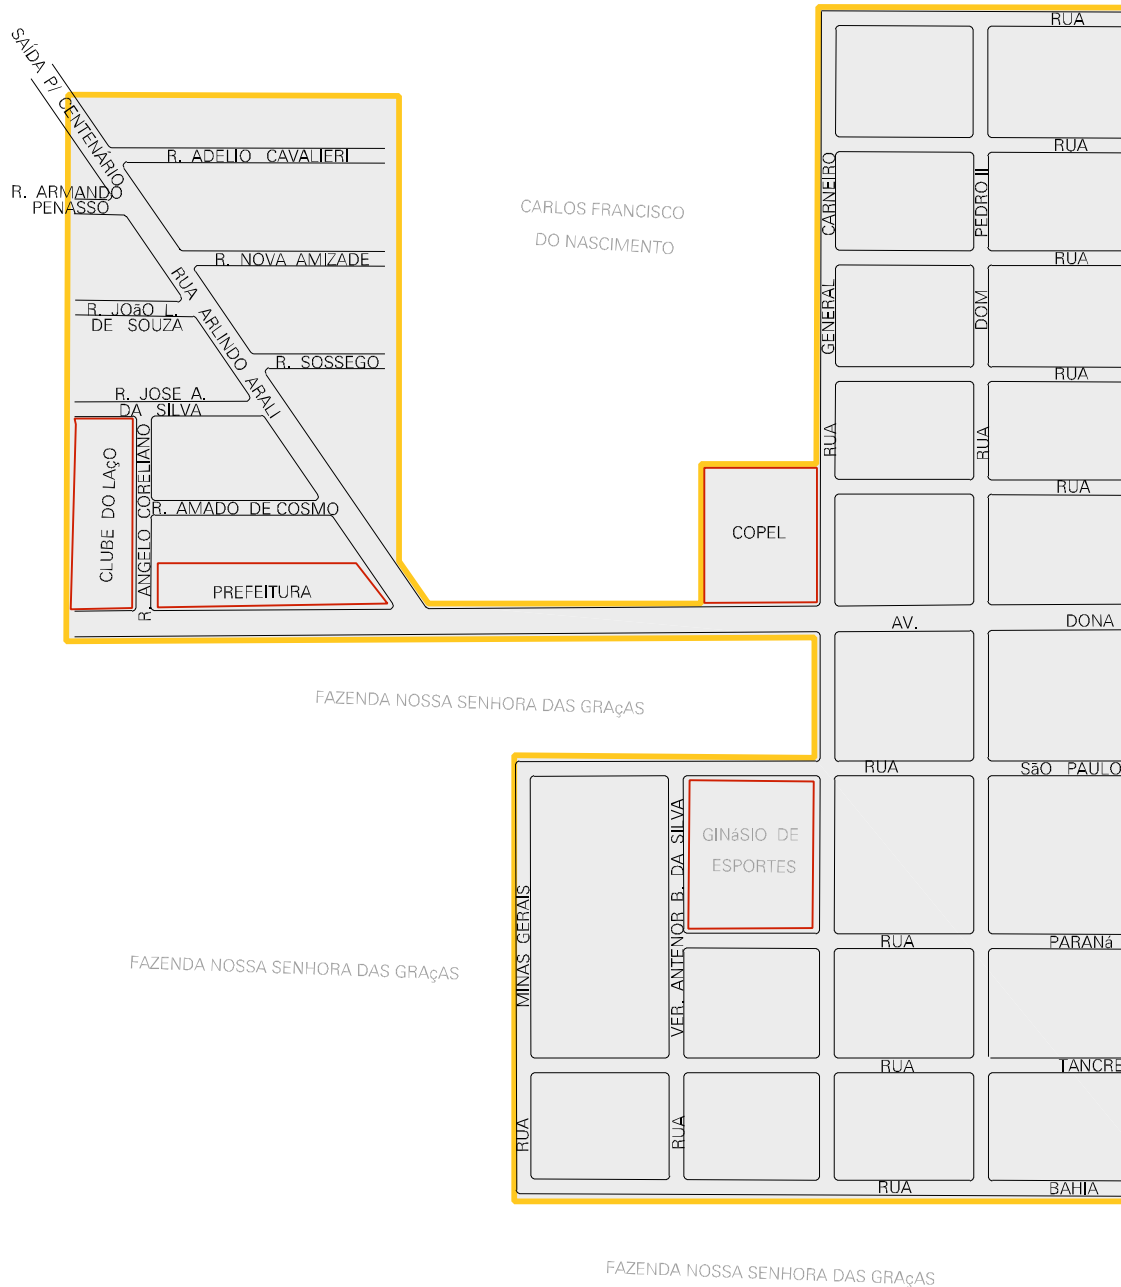 RUA
SAÍDA P/ CENTENÁRIO
RUA
R. ADELIO CAVALIERI
R. ARMANDO
PENASSO
CARLOS FRANCISCO
DO NASCIMENTO
RUA GENERAL CARNEIRO
RUA DOM PEDRO II
R. NOVA AMIZADE
RUA
RUA ARLINDO ARALI
R. JOãO L.
DE SOUZA
R. SOSSEGO
RUA
R. JOSE A.
DA SILVA
CLUBE DO LAçO
R. ANGELO CORELIANO
R. AMADO DE COSMO
RUA
COPEL
PREFEITURA
AV. DONA
FAZENDA NOSSA SENHORA DAS GRAçAS
RUA SãO PAULO
GINáSIO DE
ESPORTES
RUA MINAS GERAIS
RUA VER. ANTENOR B. DA SILVA
RUA PARANá
FAZENDA NOSSA SENHORA DAS GRAçAS
RUA TANCRE
RUA BAHIA
FAZENDA NOSSA SENHORA DAS GRAçAS